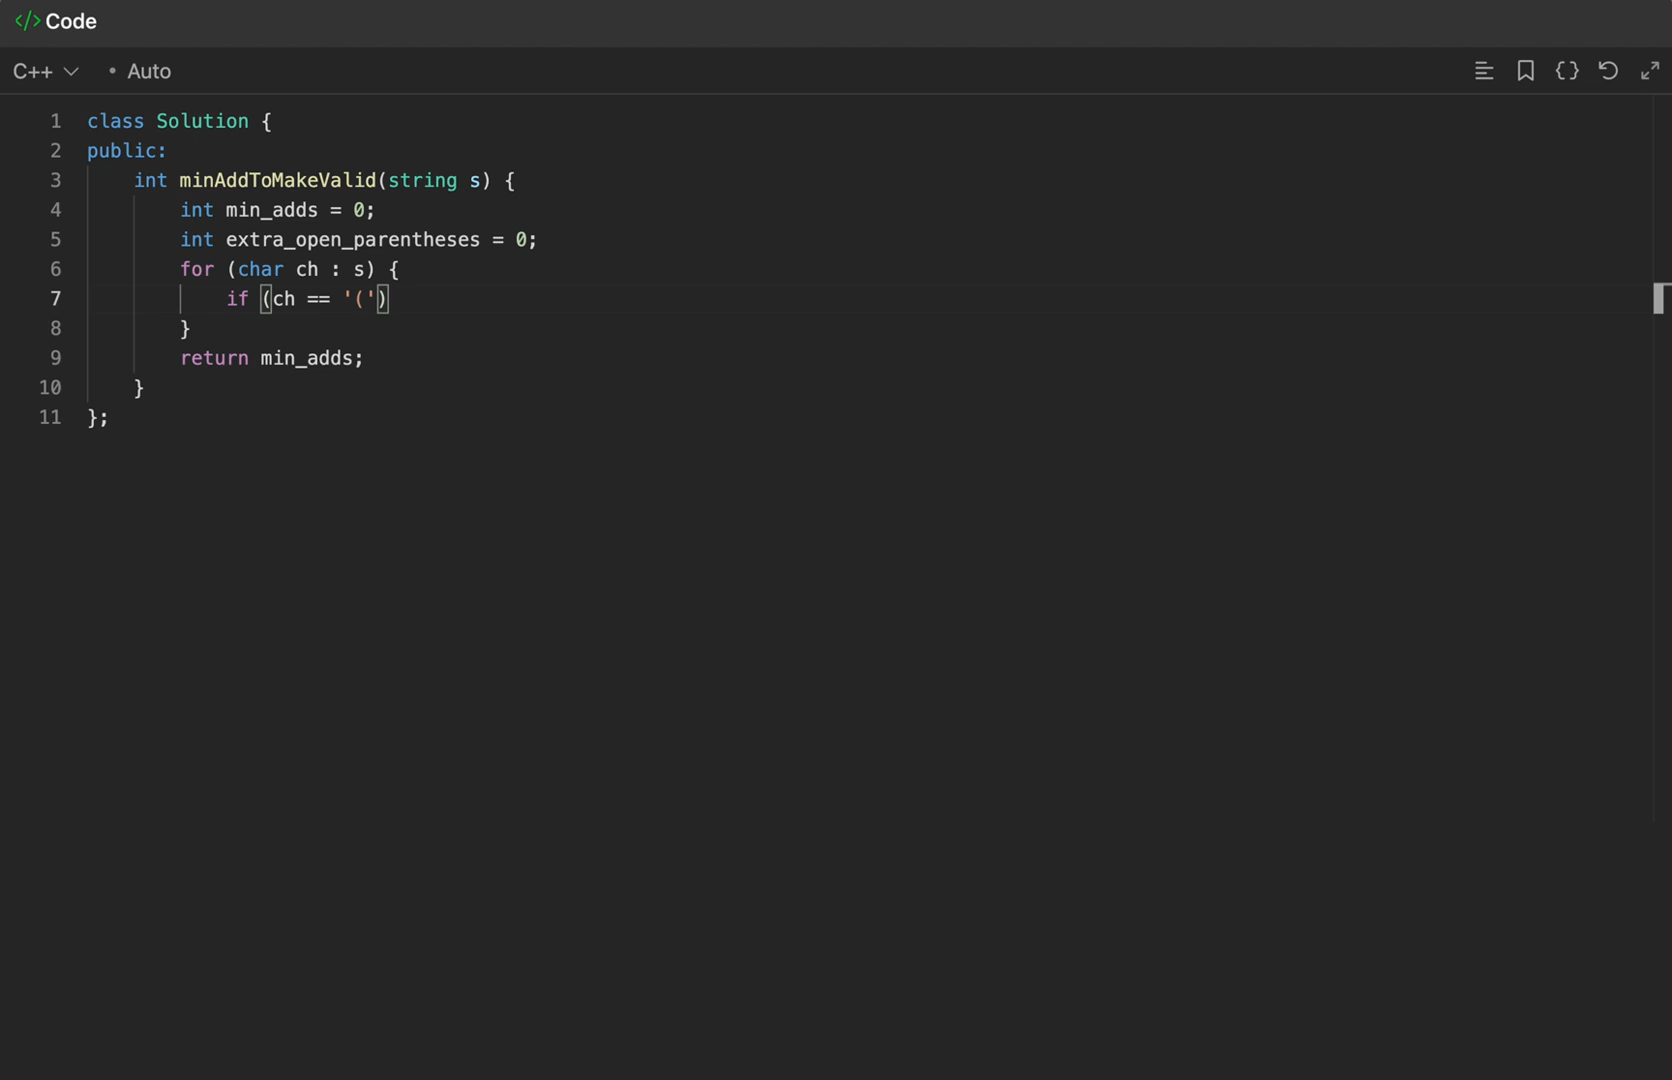 </> Code
C++ • Auto
1 class Solution {
2 public:
3     int minAddToMakeValid(string s) {
4         int min_adds = 0;
5         int extra_open_parentheses = 0;
6         for (char ch : s) {
7             if (ch == '(')
8         }
9         return min_adds;
10     }
11 };